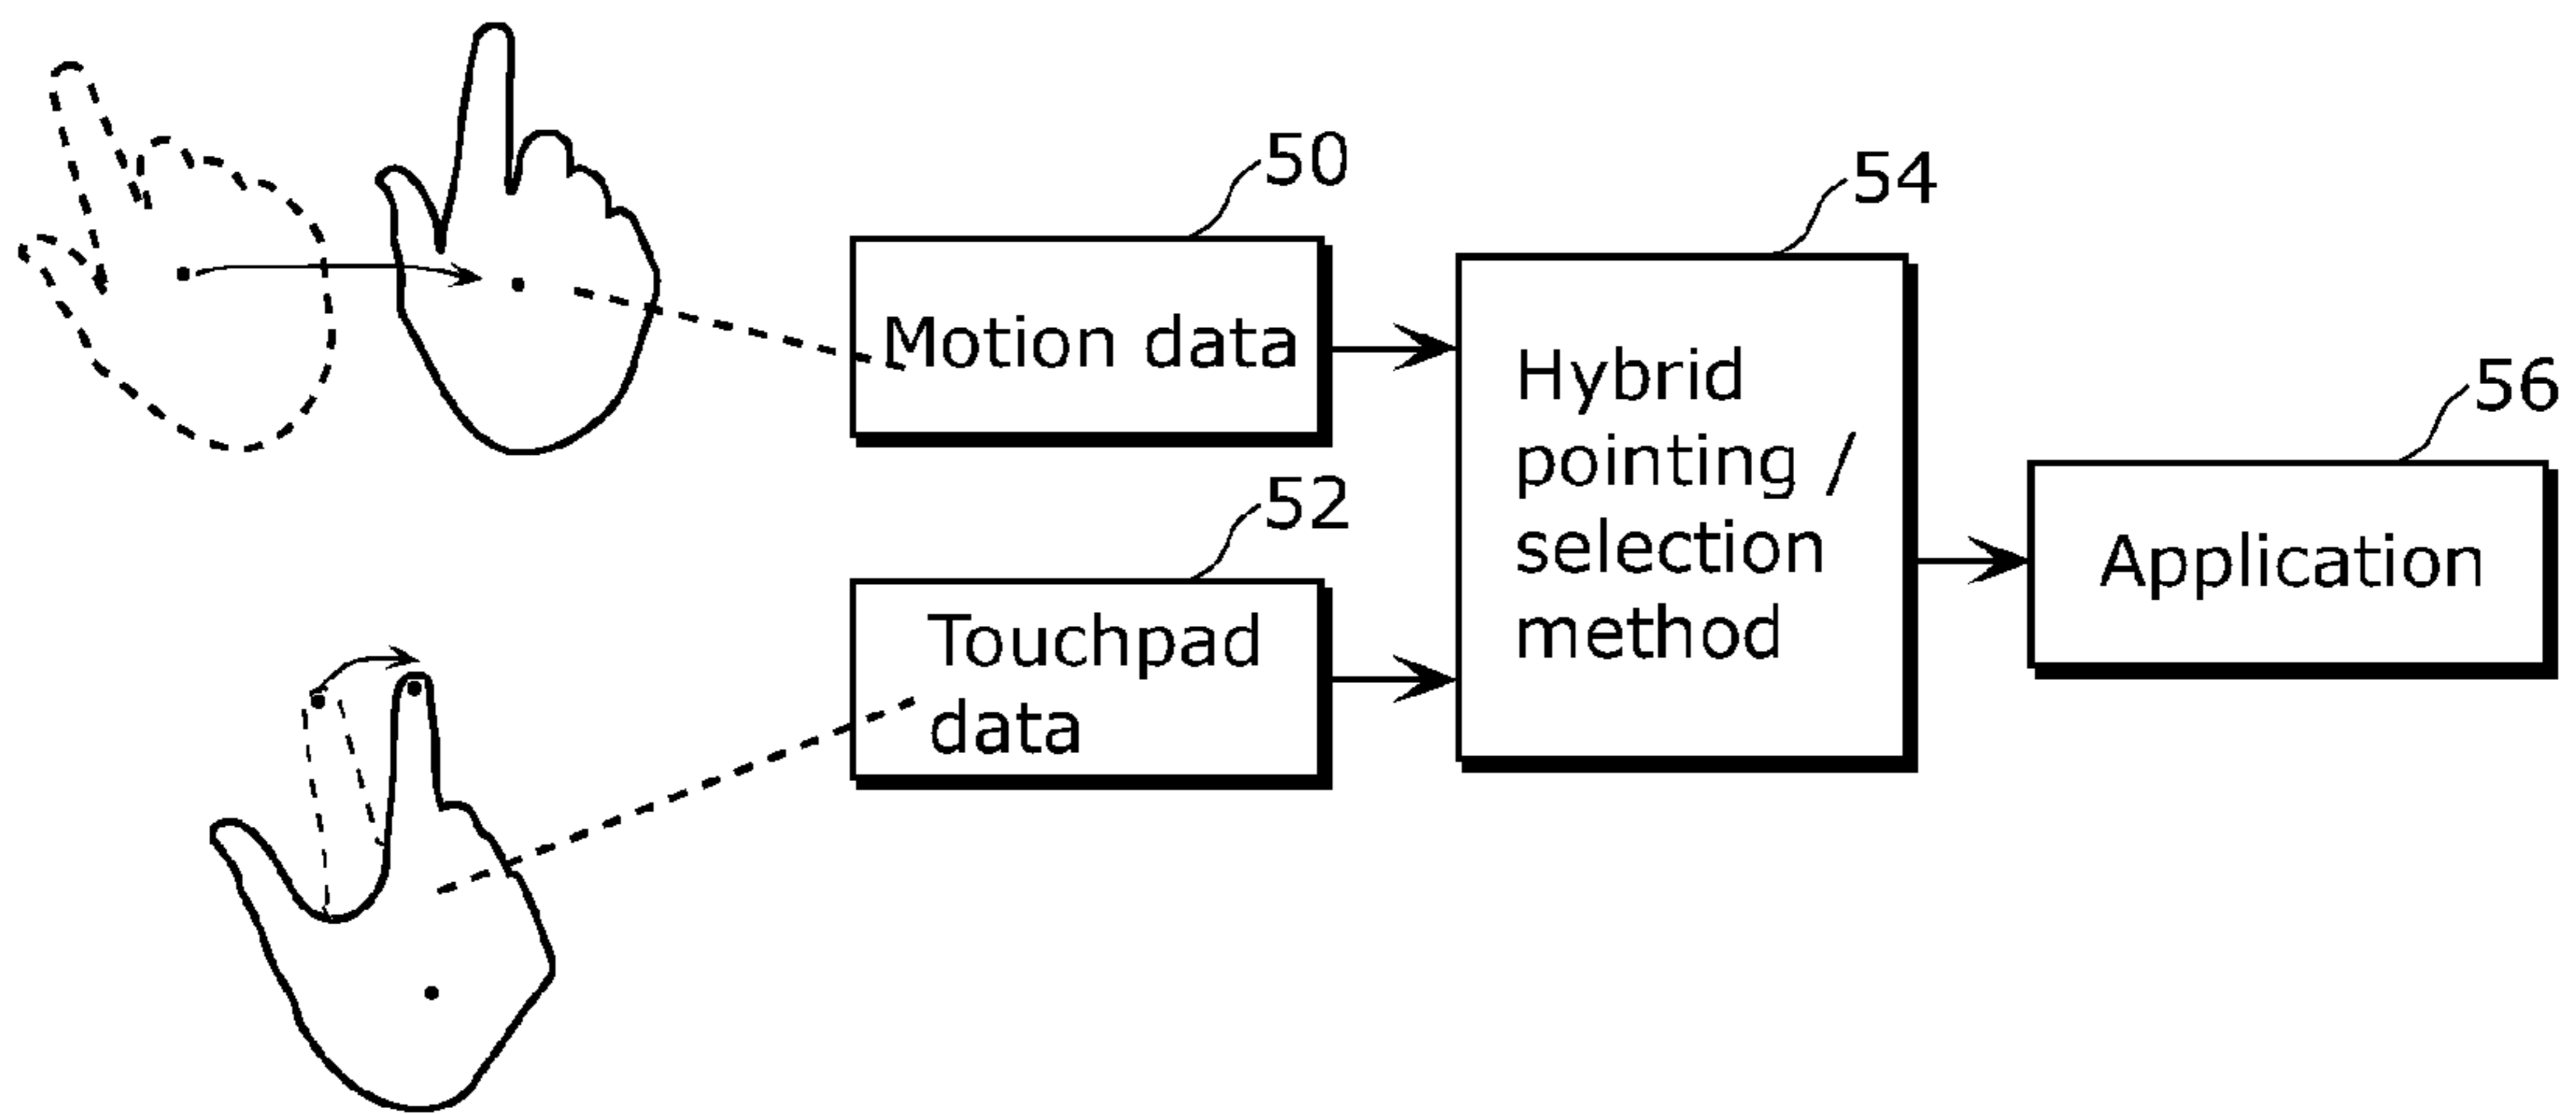 50
Motion data
52
Touchpad
data
54
Hybrid
pointing /
selection
method
56
Application